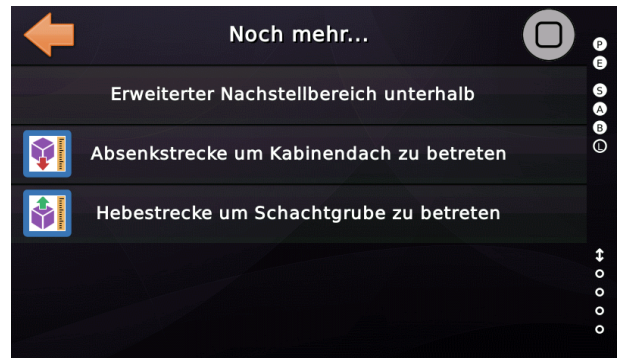 Noch mehr...
Erweiterter Nachstellbereich unterhalb
Absenkstrecke um Kabinendach zu betreten
Hebestrecke um Schachtgrube zu betreten
P
E
S
A
B
L